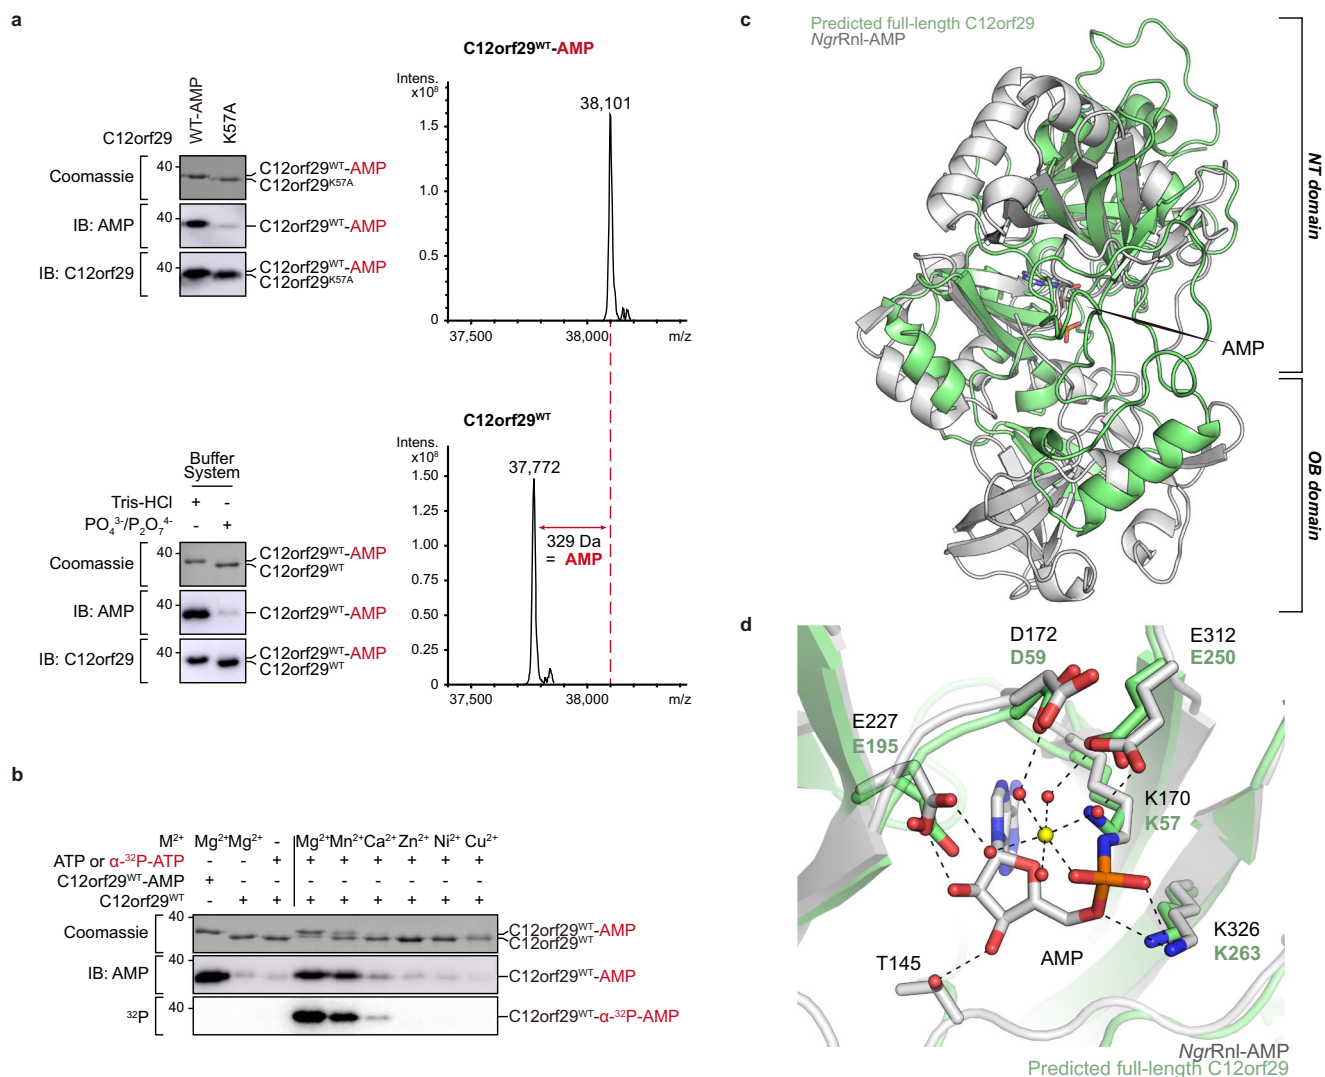 a
C12orf29
WT-AMP
K57A
Coomassie
40
C12orf29WT-AMP
C12orf29K57A
IB: AMP
40
C12orf29WT-AMP
IB: C12orf29
40
C12orf29WT-AMP
C12orf29K57A
C12orf29WT-AMP
Intens.
x10⁸
38,101
1.5
1.0
0.5
0
37,500 38,000 m/z
Buffer
System
Tris-HCl + -
PO₄³⁻/P₂O₇⁴⁻ - +
Coomassie
40
C12orf29WT-AMP
C12orf29WT
IB: AMP
40
C12orf29WT-AMP
IB: C12orf29
40
C12orf29WT-AMP
C12orf29WT
C12orf29WT
Intens.
x10⁸
37,772
1.50
1.25
1.00
0.75
0.50
0.25
0
329 Da
= AMP
37,500 38,000 m/z
b
M²⁺ Mg²⁺ Mg²⁺ - Mg²⁺ Mn²⁺ Ca²⁺ Zn²⁺ Ni²⁺ Cu²⁺
ATP or α-³²P-ATP - - + + + + + + +
C12orf29WT-AMP + - - - - - - - -
C12orf29WT - + + + + + + + +
Coomassie
40
C12orf29WT-AMP
C12orf29WT
IB: AMP
40
C12orf29WT-AMP
³²P
40
C12orf29WT-α-³²P-AMP
c
Predicted full-length C12orf29
NgrRnl-AMP
AMP
NT domain
OB domain
d
D172
D59
E312
E250
E227
E195
K170
K57
K326
K263
T145
AMP
NgrRnl-AMP
Predicted full-length C12orf29